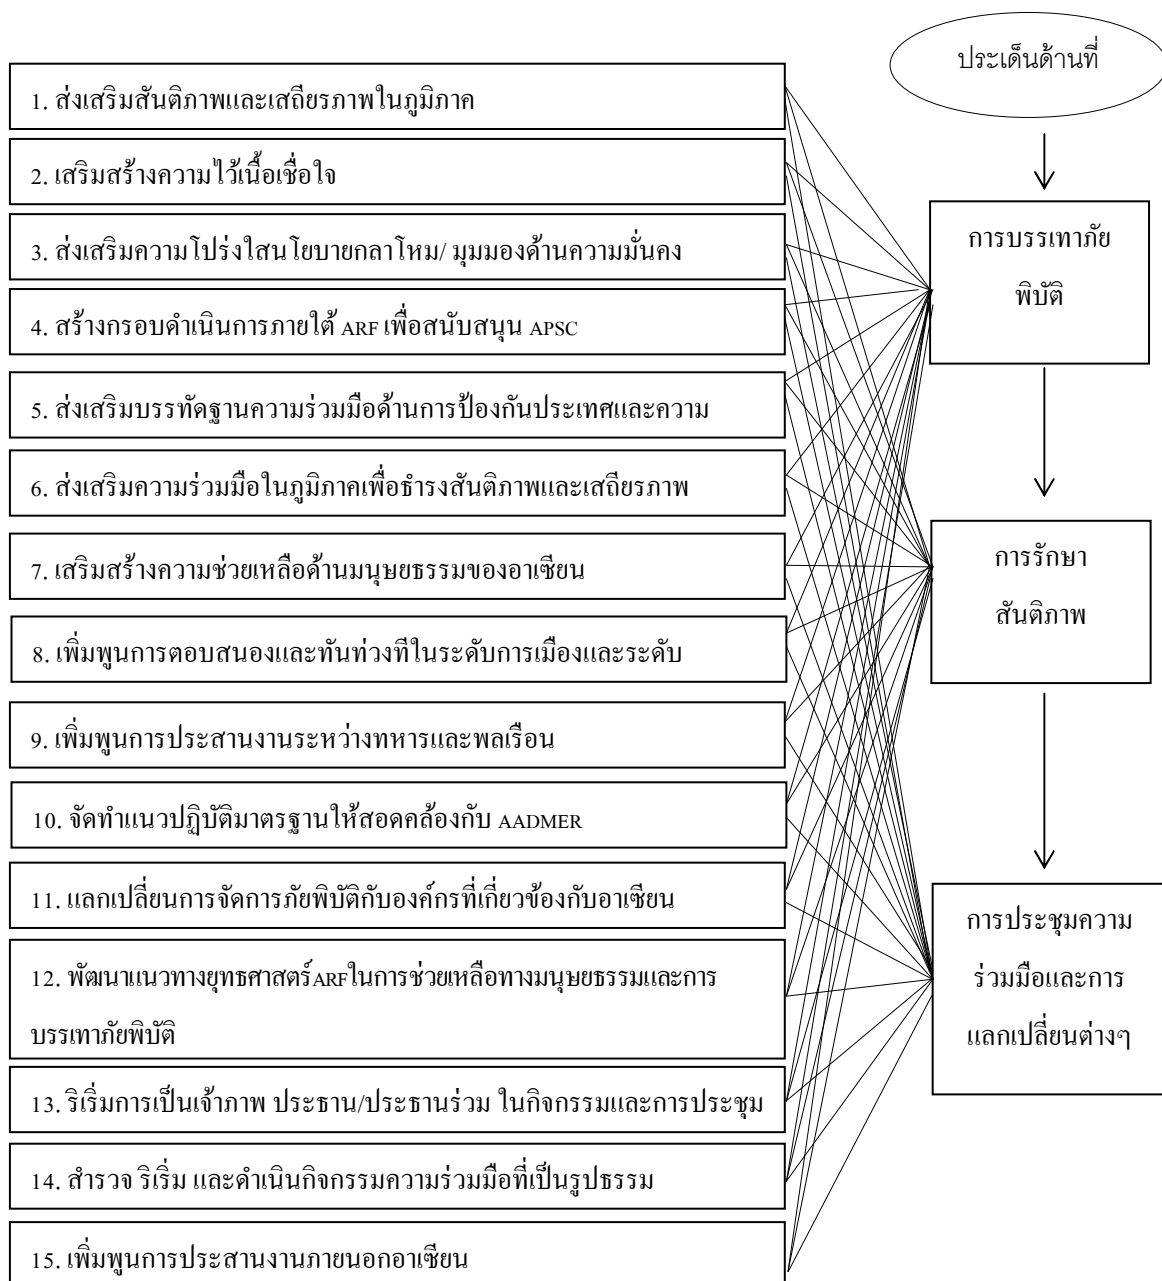 ประเด็นด้านที่
1. ส่งเสริมสันติภาพและเสถียรภาพในภูมิภาค
2. เสริมสร้างความไว้เนื้อเชื่อใจ
3. ส่งเสริมความโปร่งใสนโยบายกลาโหม/ มุมมองด้านความมั่นคง
4. สร้างกรอบดำเนินการภายใต้ ARF เพื่อสนับสนุน APSC
5. ส่งเสริมบรรทัดฐานความร่วมมือด้านการป้องกันประเทศและความ
6. ส่งเสริมความร่วมมือในภูมิภาคเพื่อธำรงสันติภาพและเสถียรภาพ
7. เสริมสร้างความช่วยเหลือด้านมนุษยธรรมของอาเซียน
8. เพิ่มพูนการตอบสนองและทันท่วงทีในระดับการเมืองและระดับ
9. เพิ่มพูนการประสานงานระหว่างทหารและพลเรือน
10. จัดทำแนวปฏิบัติมาตรฐานให้สอดคล้องกับ AADMER
11. แลกเปลี่ยนการจัดการภัยพิบัติกับองค์กรที่เกี่ยวข้องกับอาเซียน
12. พัฒนาแนวทางยุทธศาสตร์ARFในการช่วยเหลือทางมนุษยธรรมและการ
บรรเทาภัยพิบัติ
13. ริเริ่มการเป็นเจ้าภาพ ประธาน/ประธานร่วม ในกิจกรรมและการประชุม
14. สำรวจ ริเริ่ม และดำเนินกิจกรรมความร่วมมือที่เป็นรูปธรรม
15. เพิ่มพูนการประสานงานภายนอกอาเซียน
การบรรเทาภัย
พิบัติ
การรักษา
สันติภาพ
การประชุมความ
ร่วมมือและการ
แลกเปลี่ยนต่างๆ